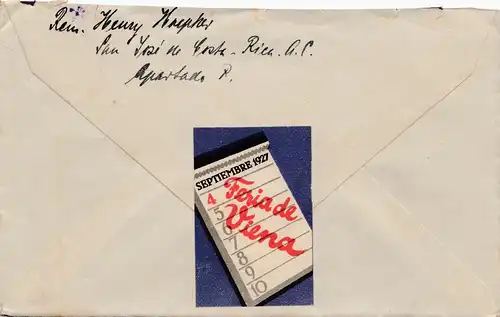 Rem. Henry Woepker
San José de Costa-Rica. A.C.
Apartado R.
SEPTIEMBRE 1927
4
5
6
7
8
9
10
Feria de
Viena